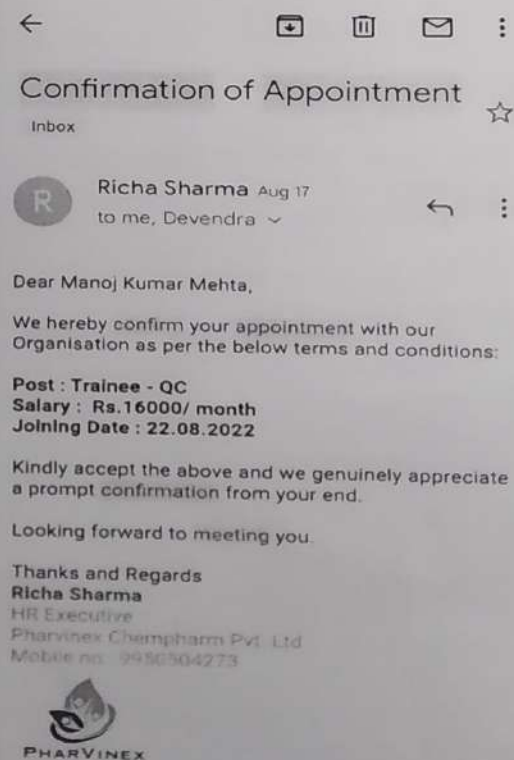 Confirmation of Appointment
Inbox
R
Richa Sharma Aug 17
to me, Devendra
Dear Manoj Kumar Mehta,
We hereby confirm your appointment with our
Organisation as per the below terms and conditions:
Post : Trainee - QC
Salary : Rs.16000/ month
Joining Date : 22.08.2022
Kindly accept the above and we genuinely appreciate
a prompt confirmation from your end.
Looking forward to meeting you.
Thanks and Regards
Richa Sharma
HR Executive
Pharvinex Chempharm Pvt. Ltd
Mobile no.
PHARVINEX